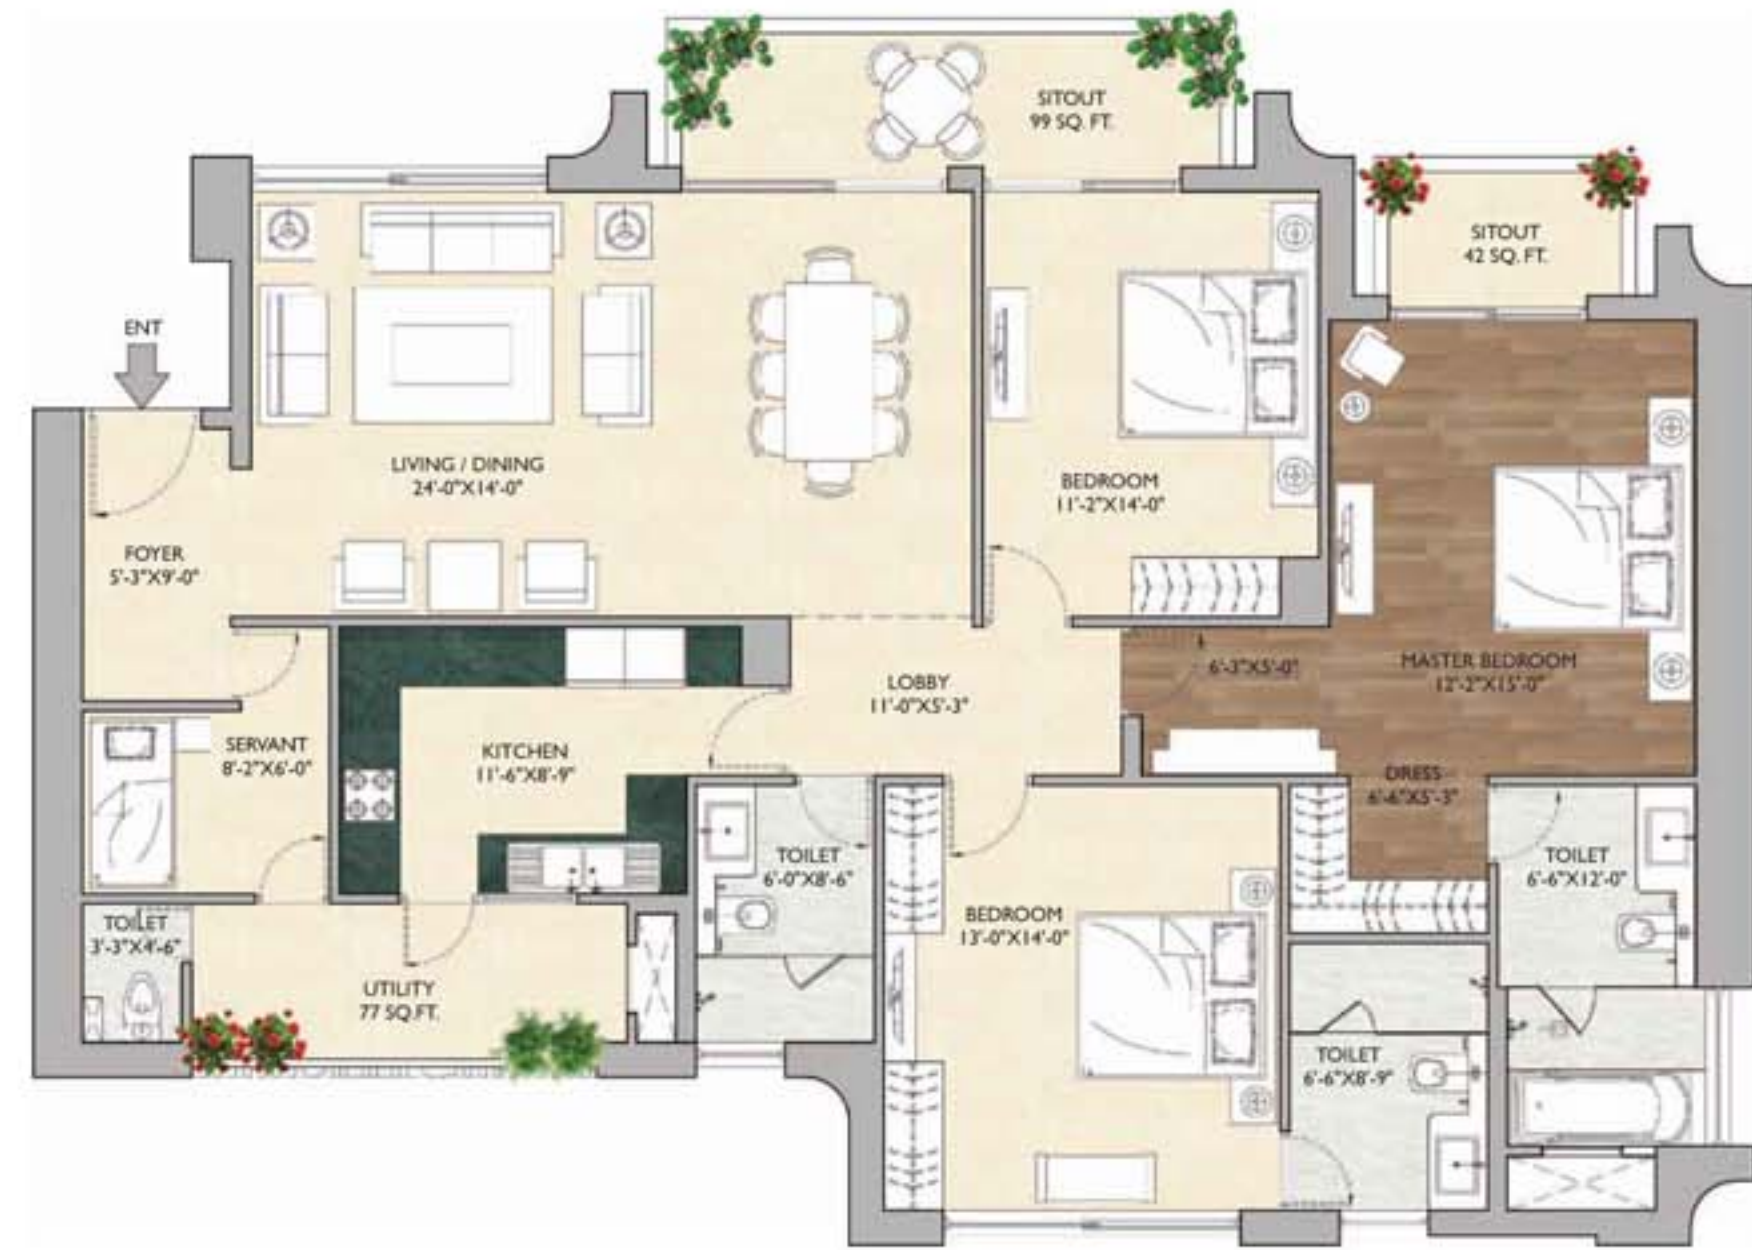 SITOUT
99 SQ. FT.
SITOUT
42 SQ. FT.
ENT
LIVING / DINING
24'-0"X14'-0"
BEDROOM
11'-2"X14'-0"
FOYER
5'-3"X9'-0"
6'-3"X5'-0"
MASTER BEDROOM
12'-2"X15'-0"
LOBBY
11'-0"X5'-3"
SERVANT
8'-2"X6'-0"
KITCHEN
11'-6"X8'-9"
DRESS
6'-6"X5'-3"
TOILET
6'-0"X8'-6"
TOILET
6'-6"X12'-0"
TOILET
3'-3"X4'-6"
BEDROOM
13'-0"X14'-0"
UTILITY
77 SQ.FT.
TOILET
6'-6"X8'-9"